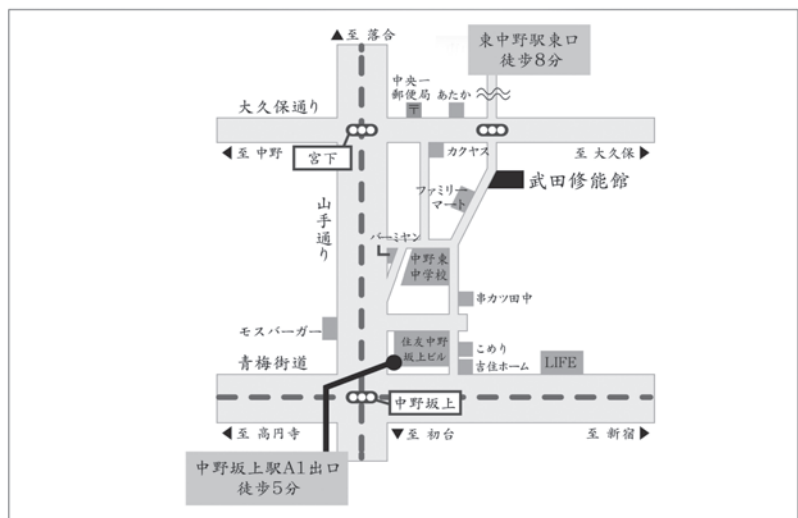 ▲至 落合
東中野駅東口
徒歩8分
中央一
郵便局
あたか
〒
大久保通り
◀至 中野
宮下
カクヤス
至 大久保▶
武田修能館
ファミリー
マート
山手通り
バーミヤン
中野東
中学校
串カツ田中
モスバーガー
住友中野
坂上ビル
こめり
吉住ホーム
LIFE
青梅街道
中野坂上
◀至 高円寺
▼至 初台
至 新宿▶
中野坂上駅A1出口
徒歩5分